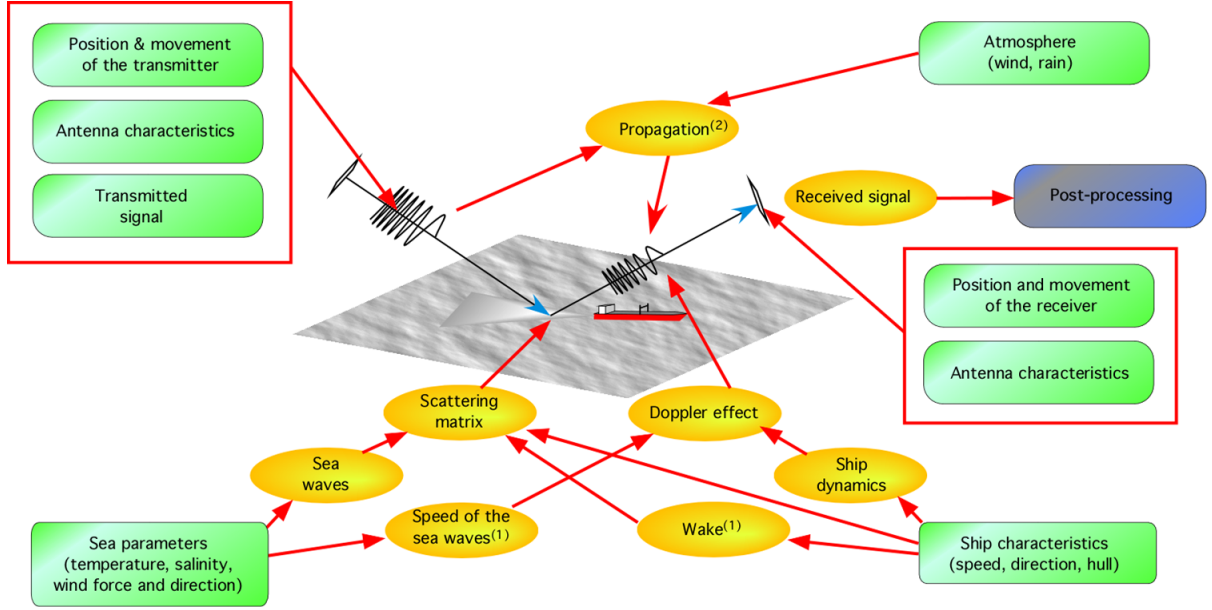 Position & movement
of the transmitter
Antenna characteristics
Transmitted
signal
Atmosphere
(wind, rain)
Propagation(2)
Received signal
Post-processing
Position and movement
of the receiver
Antenna characteristics
Scattering
matrix
Doppler effect
Sea
waves
Ship
dynamics
Speed of the
sea waves(1)
Wake(1)
Sea parameters
(temperature, salinity,
wind force and direction)
Ship characteristics
(speed, direction, hull)